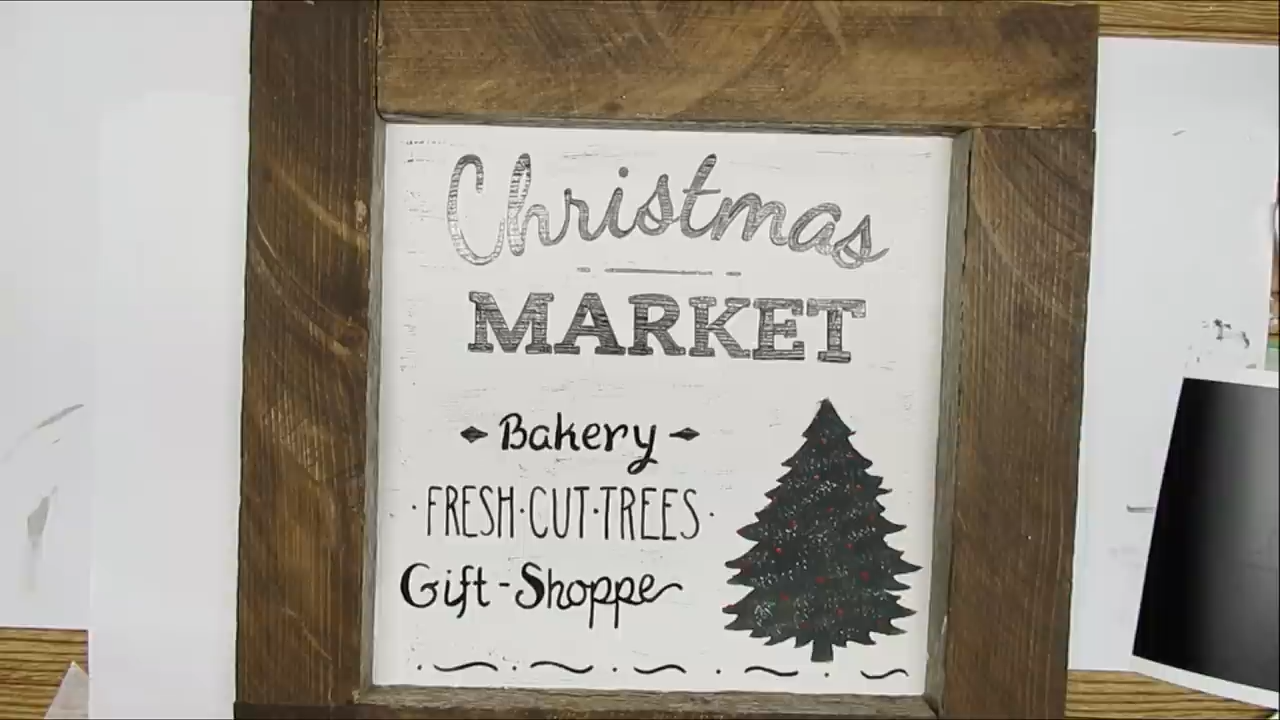 Christmas
MARKET
Bakery
·FRESH·CUT·TREES·
Gift-Shoppe